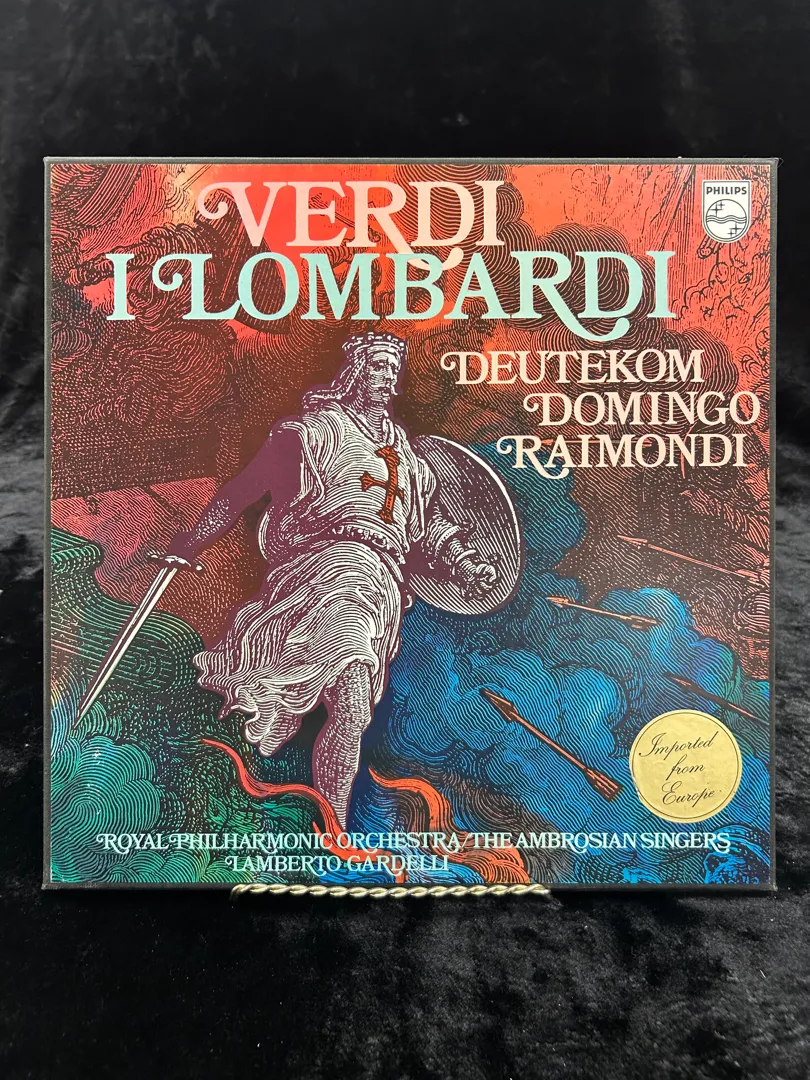 VERDI
I LOMBARDI
PHILIPS
DEUTEKOM
DOMINGO
RAIMONDI
Imported
from
Europe
ROYAL PHILHARMONIC ORCHESTRA/THE AMBROSIAN SINGERS
LAMBERTO GARDELLI